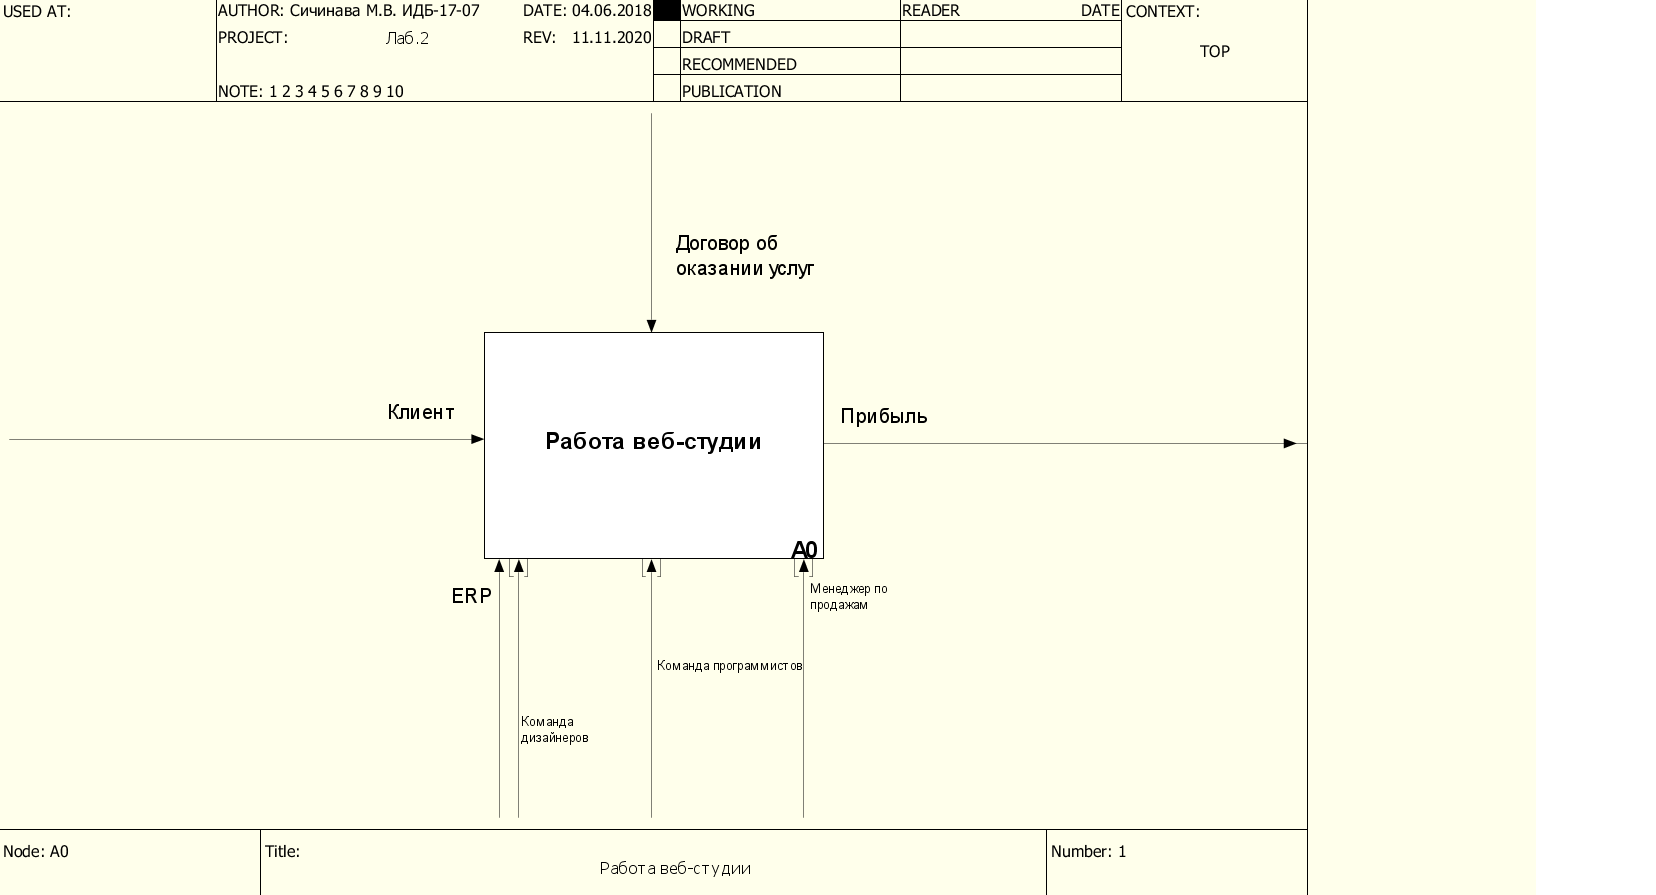 USED AT:
AUTHOR: Сичинава М.В. ИДБ-17-07
DATE: 04.06.2018
PROJECT: Лаб.2
REV: 11.11.2020
NOTE: 1 2 3 4 5 6 7 8 9 10
WORKING
DRAFT
RECOMMENDED
PUBLICATION
READER
DATE
CONTEXT:
TOP
Договор об
оказании услуг
Клиент
Работа веб-студии
Прибыль
A0
ERP
Менеджер по
продажам
Команда программистов
Команда
дизайнеров
Node: A0
Title:
Работа веб-студии
Number: 1